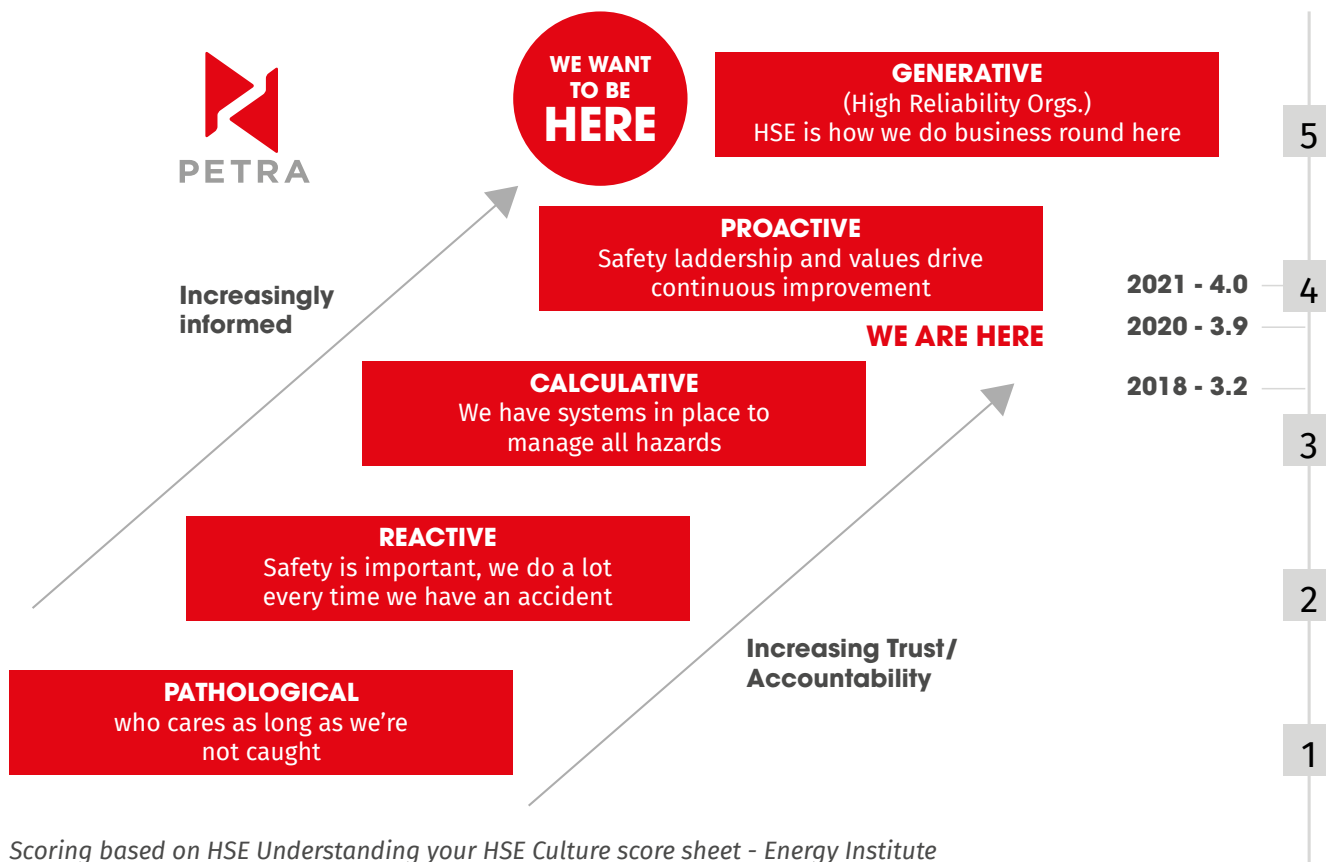 PETRA
WE WANT
TO BE
HERE
GENERATIVE
(High Reliability Orgs.)
HSE is how we do business round here
5
PROACTIVE
Safety laddership and values drive
continuous improvement
Increasingly
informed
2021 - 4.0
4
2020 - 3.9
WE ARE HERE
2018 - 3.2
CALCULATIVE
We have systems in place to
manage all hazards
3
REACTIVE
Safety is important, we do a lot
every time we have an accident
2
Increasing Trust/
Accountability
PATHOLOGICAL
who cares as long as we’re
not caught
1
Scoring based on HSE Understanding your HSE Culture score sheet - Energy Institute